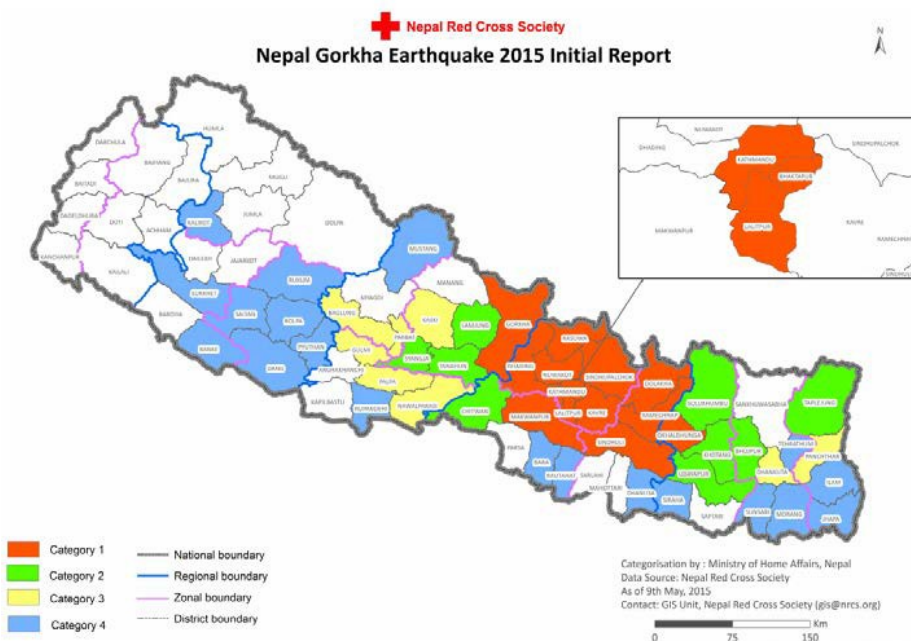 Nepal Red Cross Society
Nepal Gorkha Earthquake 2015 Initial Report
N
NUWAKOT
SINDHUPALCHUK
DHADING
KATHMANDU
BHAKTAPUR
LALITPUR
KAVRE
MAKWANPUR
RAMECHHAP
SINDHULI
HUMLA
DARCHULA
BAJHANG
BAITADI
BAJURA
MUGU
DADELDHURA
DOTI
KALIKOT
JUMLA
DOLPA
ACHHAM
KANCHANPUR
DAILEKH
JAJARKOT
MUSTANG
KAILALI
RUKUM
MANANG
SURKHET
MYAGDI
BARDIYA
SALYAN
ROLPA
BAGLUNG
KASKI
LAMJUNG
GORKHA
PARBAT
RASUWA
BANKE
DANG
PYUTHAN
GULMI
SYANGJA
TANAHUN
DHADING
NUWAKOT
SINDHUPALCHUK
DOLAKHA
ARGHAKHANCHI
PALPA
KATHMANDU
KAPILBASTU
RUPANDEHI
NAWALPARASI
CHITWAN
MAKWANPUR
LALITPUR
KAVRE
RAMECHHAP
SOLUKHUMBU
SANKHUWASABHA
TAPLEJUNG
SINDHULI
OKHALDHUNGA
KHOTANG
BHOJPUR
TEHRATHUM
PANCHTHAR
DHANKUTA
PARSA
BARA
RAUTAHAT
SARLAHI
MAHOTTARI
DHANUSA
SIRAHA
UDAYAPUR
SAPTARI
SUNSARI
MORANG
ILAM
JHAPA
Category 1
Category 2
Category 3
Category 4
National boundary
Regional boundary
Zonal boundary
District boundary
Categorisation by : Ministry of Home Affairs, Nepal
Data Source: Nepal Red Cross Society
As of 9th May, 2015
Contact: GIS Unit, Nepal Red Cross Society (gis@nrcs.org)
Km
0 75 150